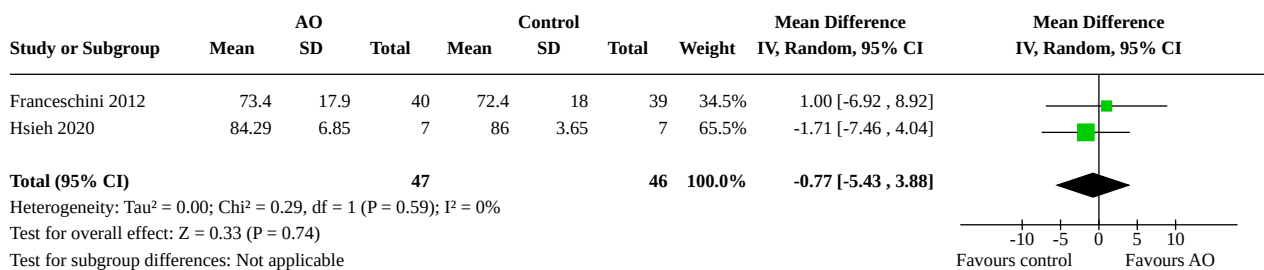 AO Control Mean Difference Mean Difference
Study or Subgroup Mean SD Total Mean SD Total Weight IV, Random, 95% CI IV, Random, 95% CI
Franceschini 2012 73.4 17.9 40 72.4 18 39 34.5% 1.00 [-6.92 , 8.92]
Hsieh 2020 84.29 6.85 7 86 3.65 7 65.5% -1.71 [-7.46 , 4.04]
Total (95% CI) 47 46 100.0% -0.77 [-5.43 , 3.88]
Heterogeneity: Tau² = 0.00; Chi² = 0.29, df = 1 (P = 0.59); I² = 0%
Test for overall effect: Z = 0.33 (P = 0.74)
Test for subgroup differences: Not applicable
-10 -5 0 5 10
Favours control Favours AO